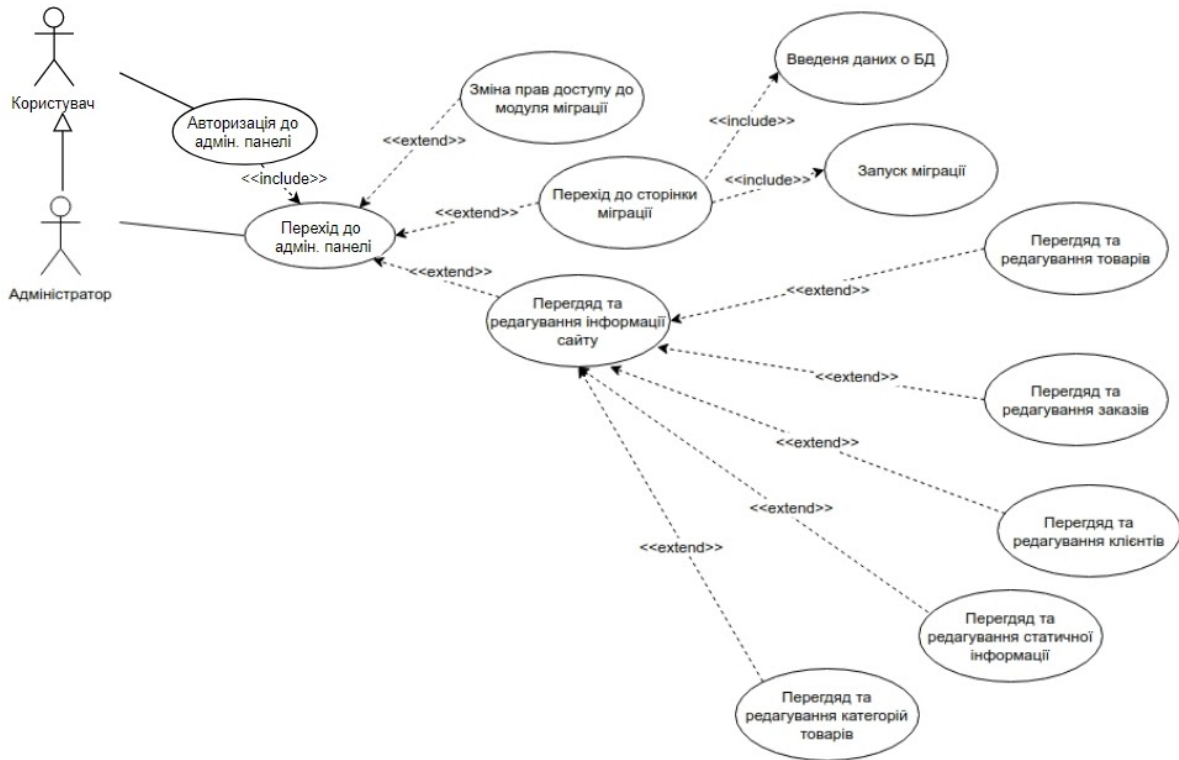 Користувач
Авторизація до
адмін. панелі
<<include>>
Адміністратор
Перехід до
адмін. панелі
Зміна прав доступу до
модуля міграції
<<extend>>
Перехід до сторінки
міграції
<<extend>>
Введеня даних о БД
<<include>>
Запуск міграції
<<include>>
<<extend>>
Перегдяд та
редагування інформації
сайту
Перегдяд та
редагування товарів
<<extend>>
Перегдяд та
редагування заказів
<<extend>>
Перегдяд та
редагування клієнтів
<<extend>>
Перегдяд та
редагування статичної
інформації
<<extend>>
Перегдяд та
редагування категорій
товарів
<<extend>>